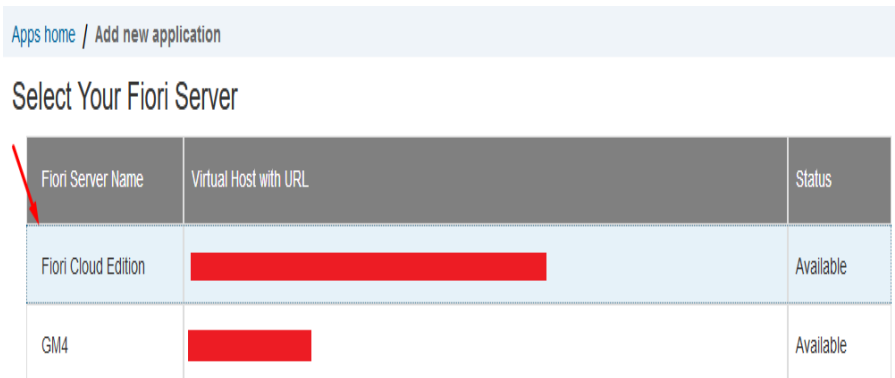 Apps home / Add new application
Select Your Fiori Server
Fiori Server Name Virtual Host with URL Status
Fiori Cloud Edition Available
GM4 Available